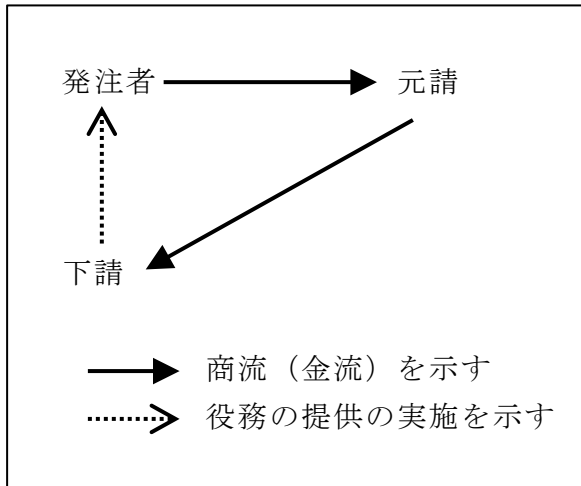 発注者
元請
下請
商流（金流）を示す
役務の提供の実施を示す